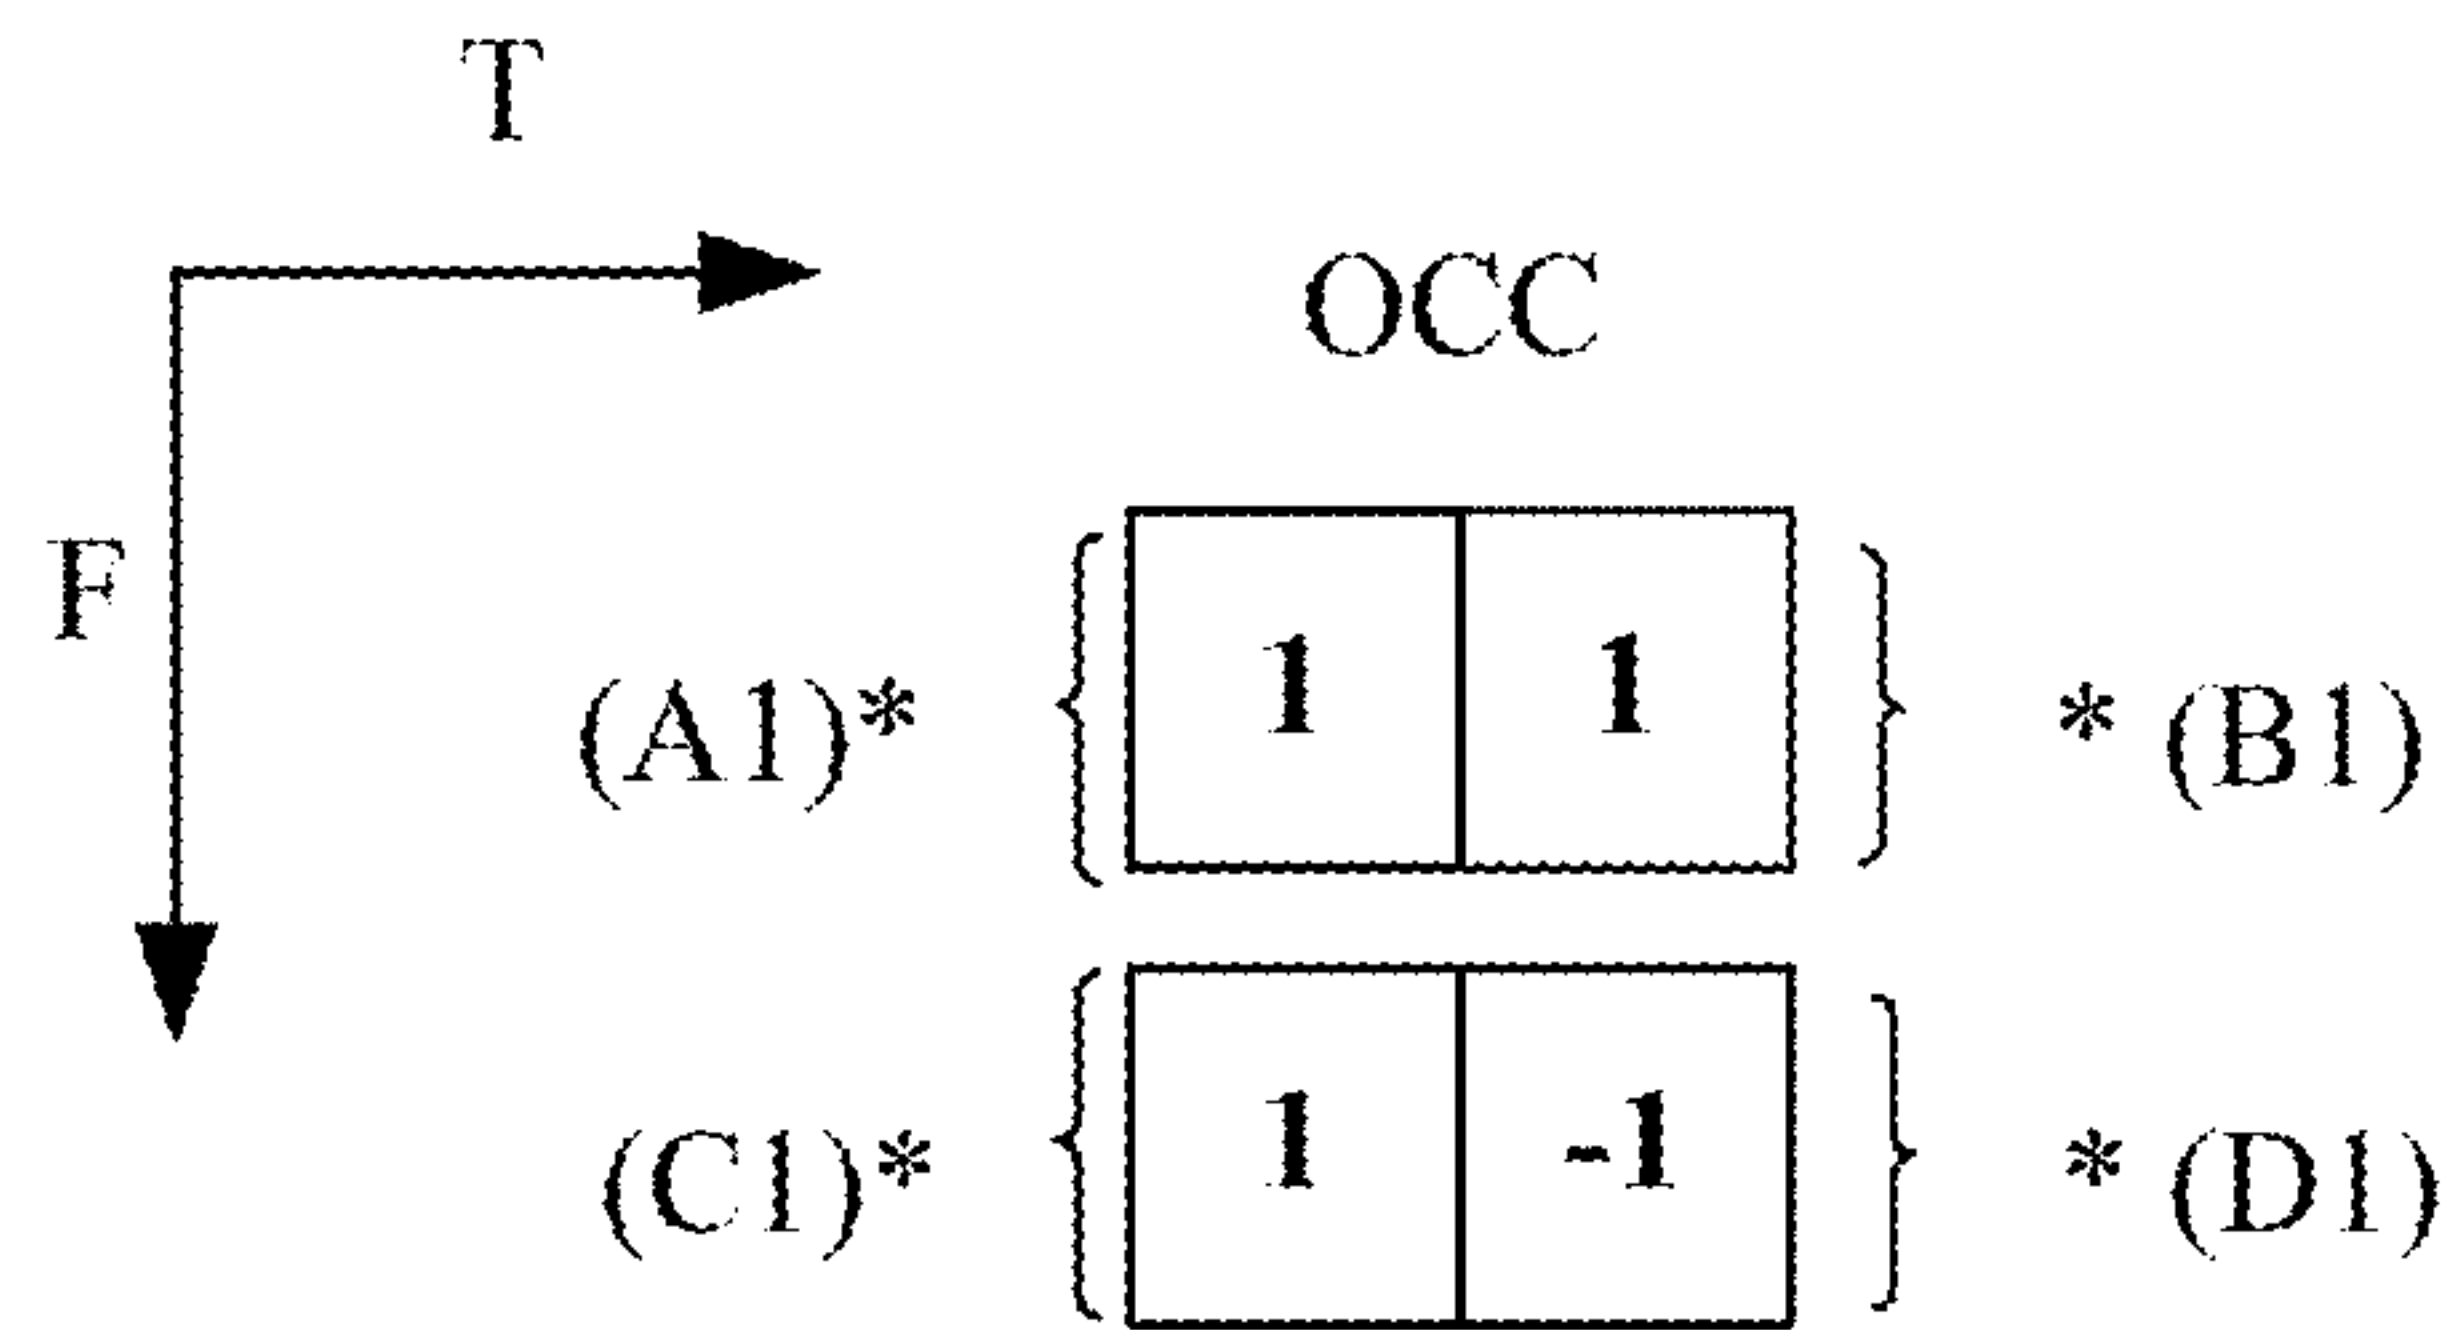 T
OCC
F
(A1)* { 1 1 } * (B1)
(C1)* { 1 -1 } * (D1)